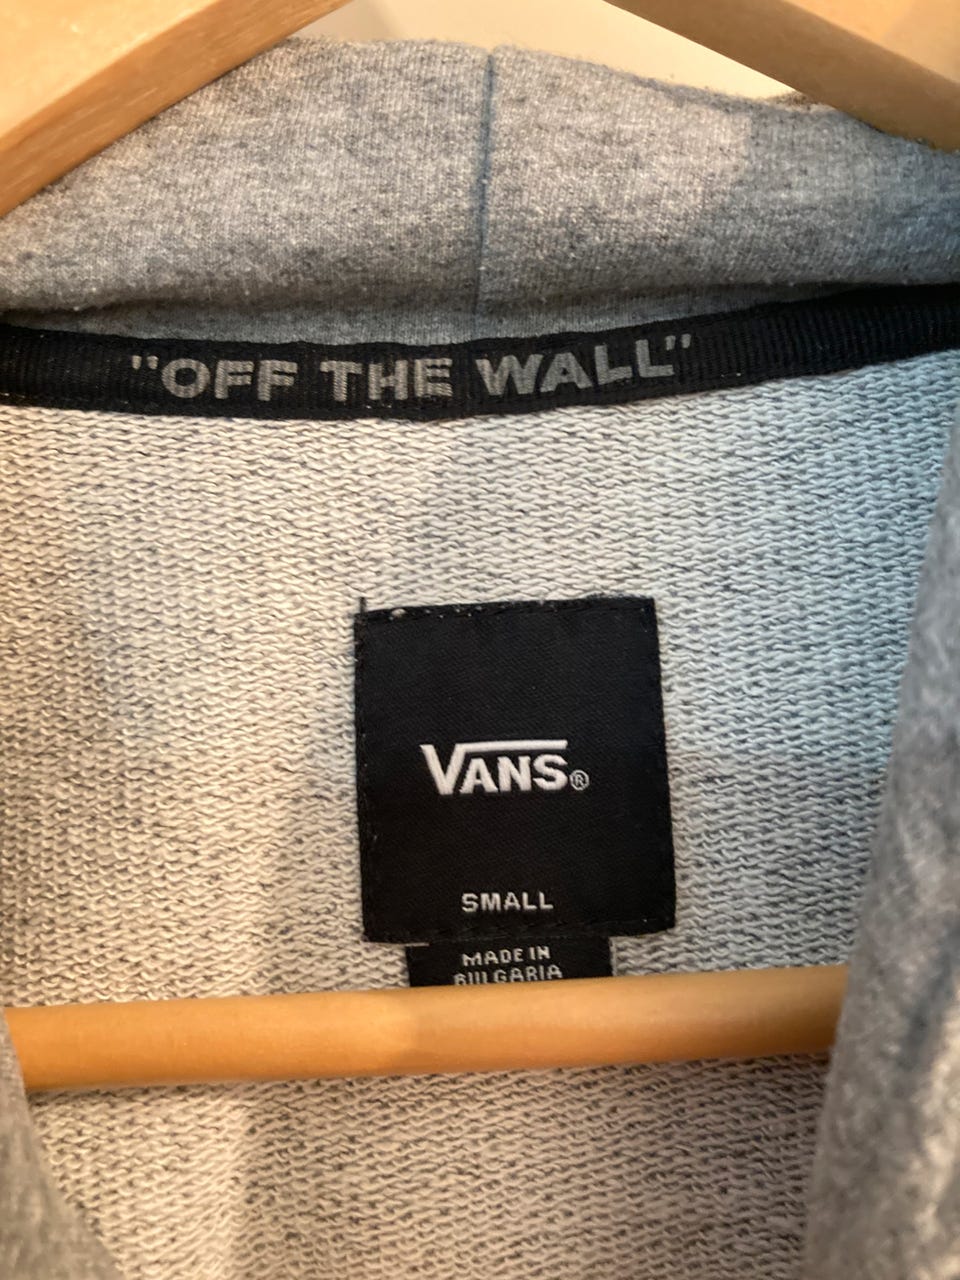 "OFF THE WALL"
VANS®
SMALL
MADE IN
BULGARIA